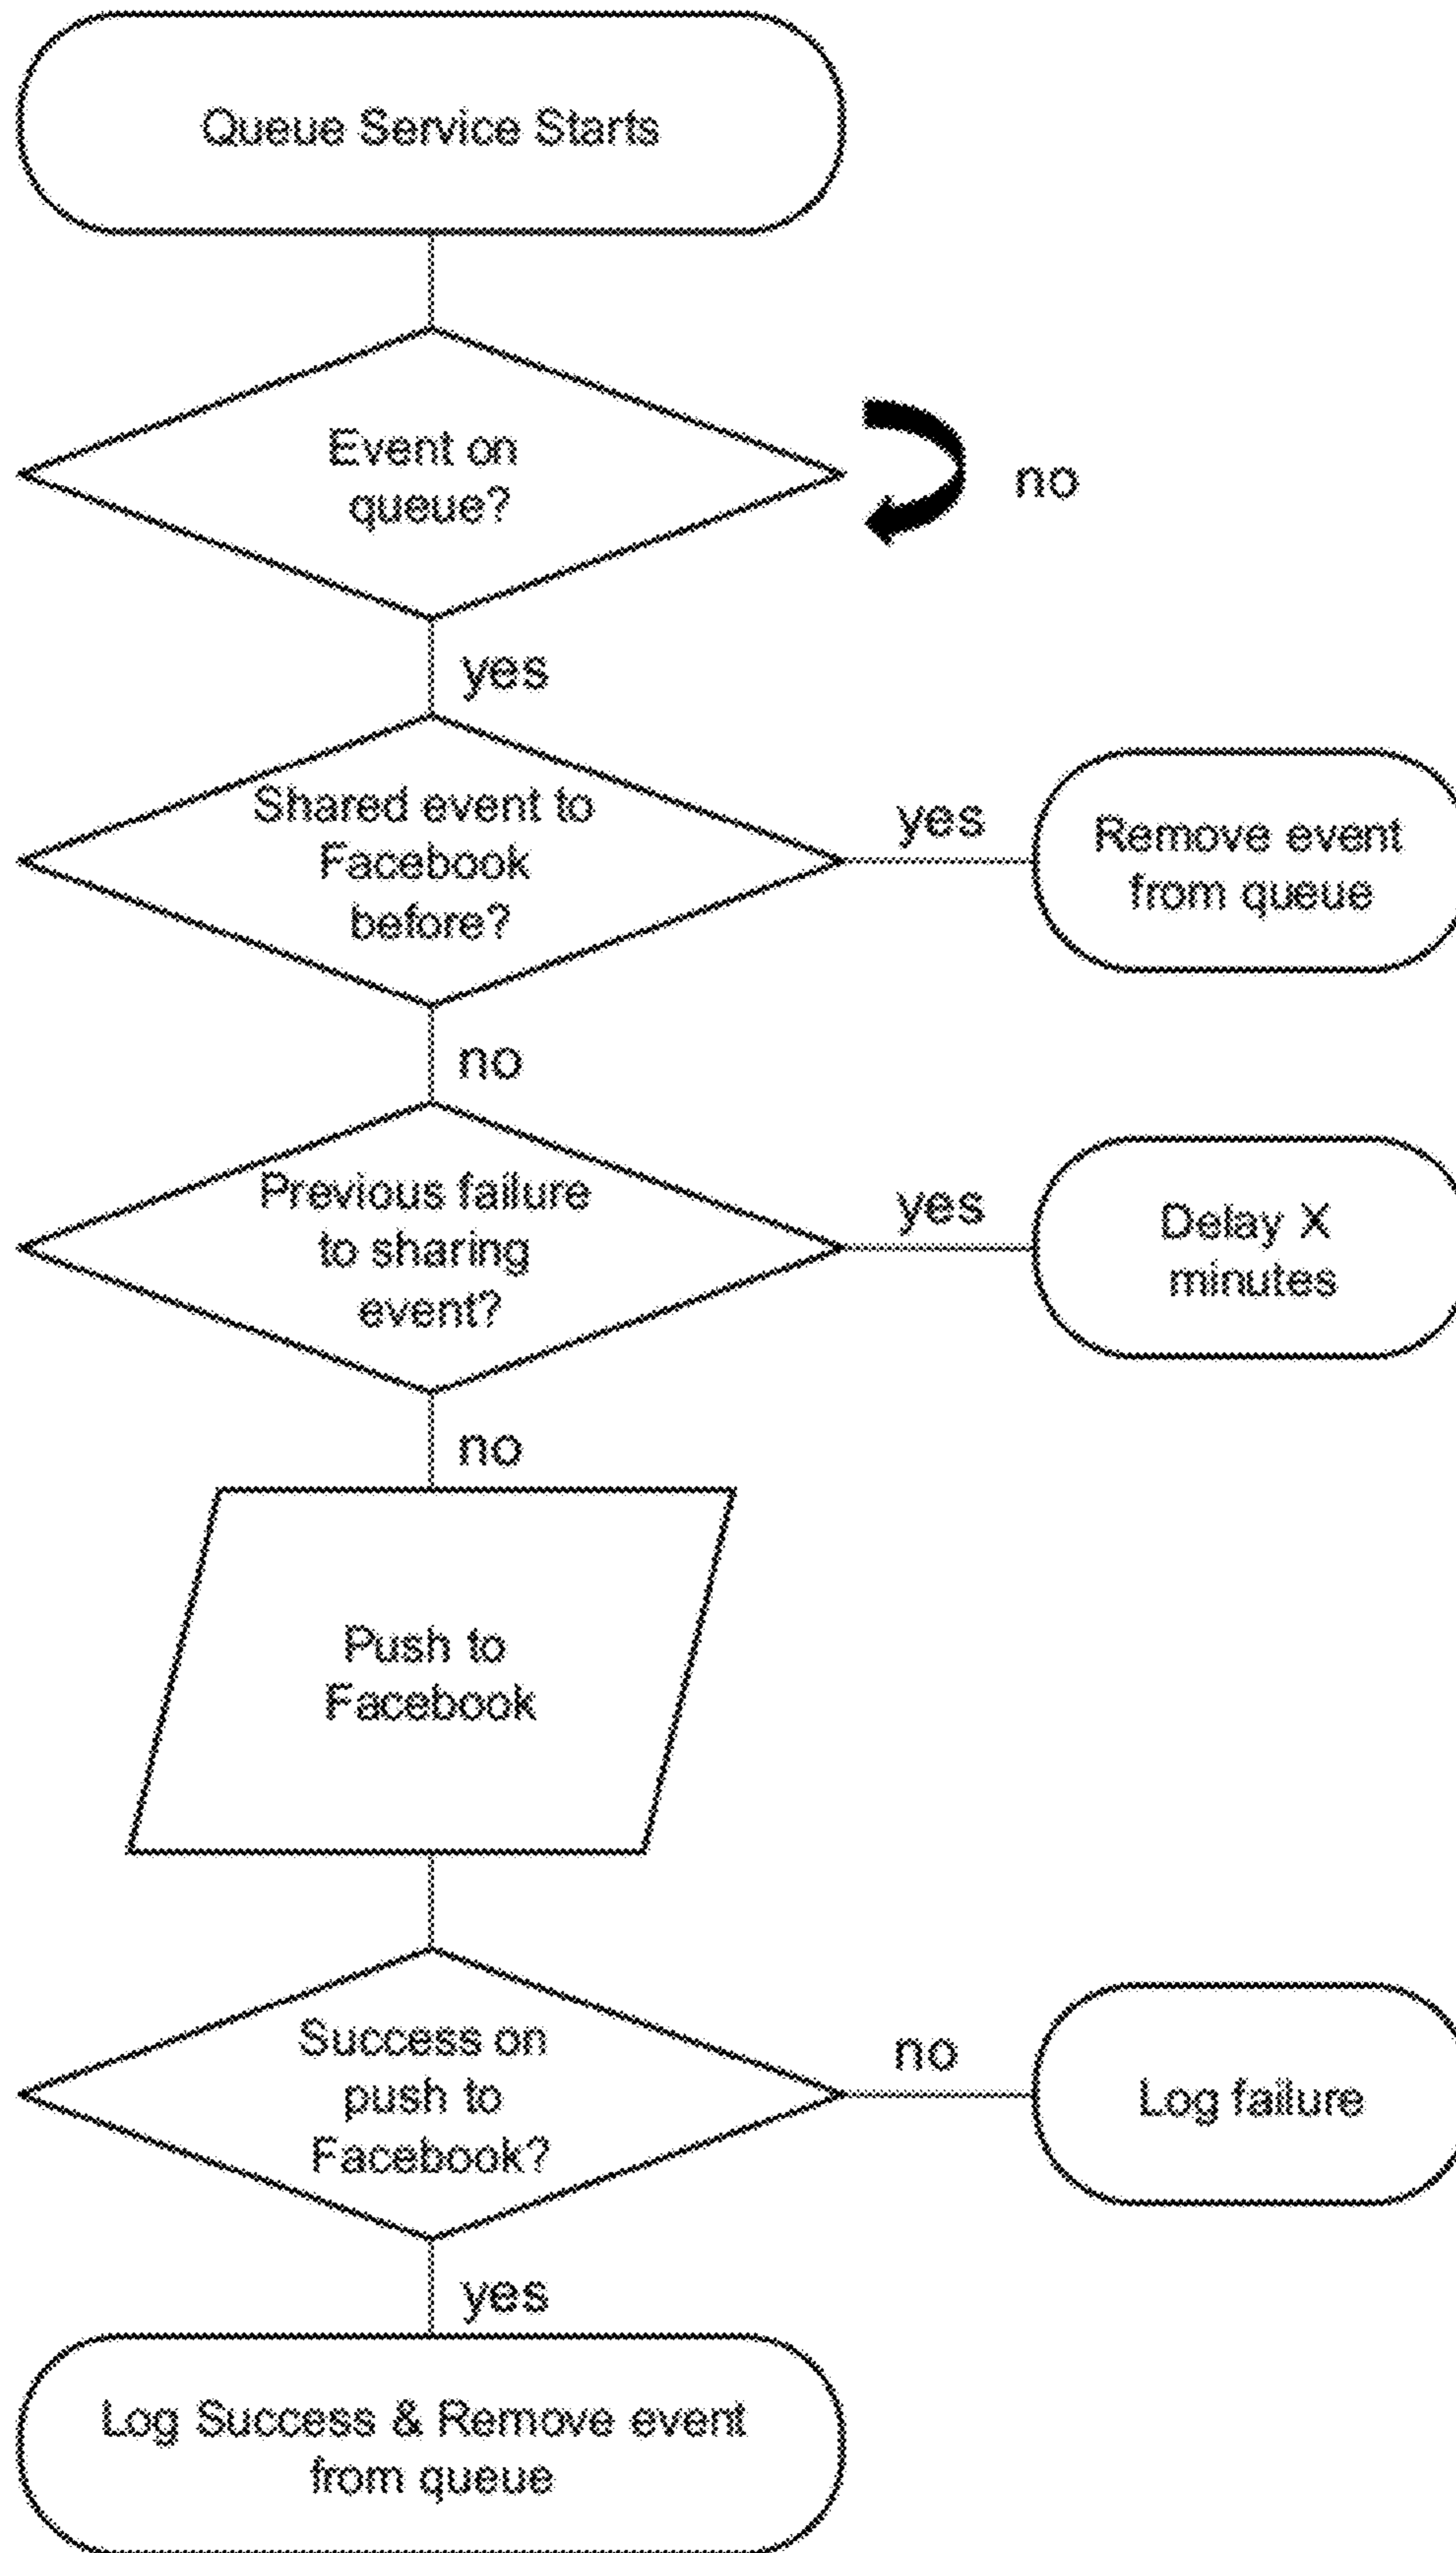 Queue Service Starts
Event on
queue?
no
yes
Shared event to
Facebook
before?
yes
Remove event
from queue
no
Previous failure
to sharing
event?
yes
Delay X
minutes
no
Push to
Facebook
Success on
push to
Facebook?
no
Log failure
yes
Log Success & Remove event
from queue